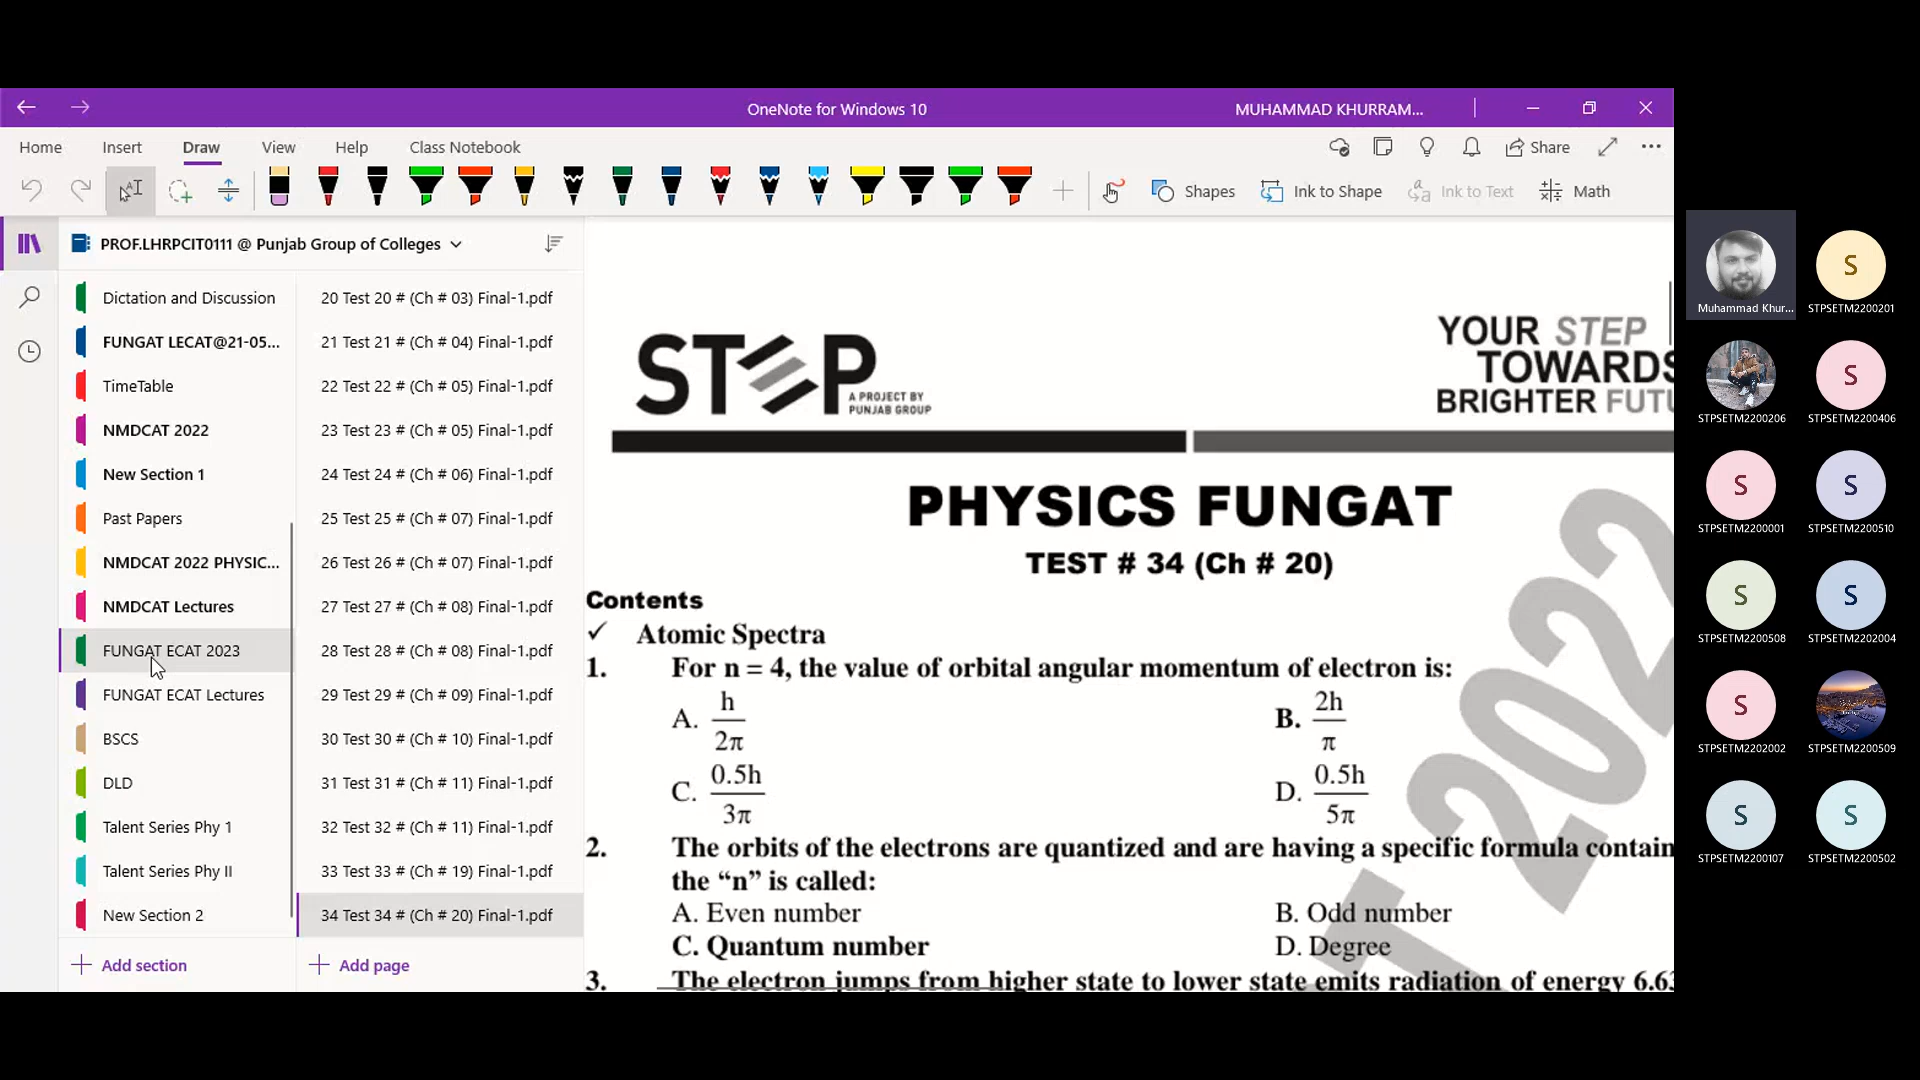 OneNote for Windows 10
MUHAMMAD KHURRAM...
Home Insert Draw View Help Class Notebook
Share
Shapes Ink to Shape Ink to Text Math
PROF.LHRPCIT0111 @ Punjab Group of Colleges
Dictation and Discussion
FUNGAT LECAT@21-05...
TimeTable
NMDCAT 2022
New Section 1
Past Papers
NMDCAT 2022 PHYSIC...
NMDCAT Lectures
FUNGAT ECAT 2023
FUNGAT ECAT Lectures
BSCS
DLD
Talent Series Phy 1
Talent Series Phy II
New Section 2
Add section
20 Test 20 # (Ch # 03) Final-1.pdf
21 Test 21 # (Ch # 04) Final-1.pdf
22 Test 22 # (Ch # 05) Final-1.pdf
23 Test 23 # (Ch # 05) Final-1.pdf
24 Test 24 # (Ch # 06) Final-1.pdf
25 Test 25 # (Ch # 07) Final-1.pdf
26 Test 26 # (Ch # 07) Final-1.pdf
27 Test 27 # (Ch # 08) Final-1.pdf
28 Test 28 # (Ch # 08) Final-1.pdf
29 Test 29 # (Ch # 09) Final-1.pdf
30 Test 30 # (Ch # 10) Final-1.pdf
31 Test 31 # (Ch # 11) Final-1.pdf
32 Test 32 # (Ch # 11) Final-1.pdf
33 Test 33 # (Ch # 19) Final-1.pdf
34 Test 34 # (Ch # 20) Final-1.pdf
Add page
STEP
A PROJECT BY
PUNJAB GROUP
YOUR STEP
TOWARDS
BRIGHTER FUTU
PHYSICS FUNGAT
TEST # 34 (Ch # 20)
Contents
✓ Atomic Spectra
1. For n = 4, the value of orbital angular momentum of electron is:
A. h/2π B. 2h/π
C. 0.5h/3π D. 0.5h/5π
2. The orbits of the electrons are quantized and are having a specific formula contain
the “n” is called:
A. Even number B. Odd number
C. Quantum number D. Degree
3. The electron jumps from higher state to lower state emits radiation of energy 6.63
T 202
Muhammad Khur...
S
STPSETM2200201
STPSETM2200206
S
STPSETM2200406
S
STPSETM2200001
S
STPSETM2200510
S
STPSETM2200508
S
STPSETM2202004
S
STPSETM2202002
STPSETM2200509
S
STPSETM2200107
S
STPSETM2200502